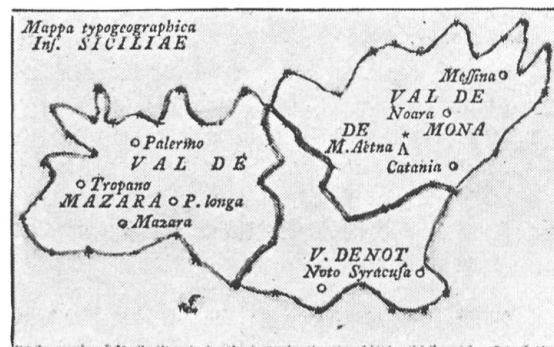 Mappa typogeographica
Inſ. SICILIAE
Meſſina
VAL DE
Noara
DE MONA
M. Aetna
Catania
Palermo
VAL DE
Tropano
MAZARA P. longa
Mazara
V. DENOT
Noto Syracuſa